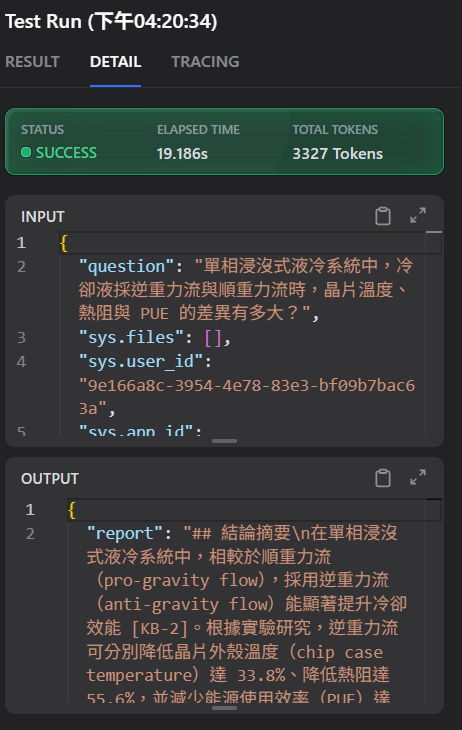 Test Run (下午04:20:34)
RESULT DETAIL TRACING
STATUS ELAPSED TIME TOTAL TOKENS
SUCCESS 19.186s 3327 Tokens
INPUT
1 {
2 "question": "單相浸沒式液冷系統中，冷
卻液採逆重力流與順重力流時，晶片溫度、
熱阻與 PUE 的差異有多大？",
3 "sys.files": [],
4 "sys.user_id":
"9e166a8c-3954-4e78-83e3-bf09b7bac6
3a",
5 "sys.app_id":
OUTPUT
1 {
2 "report": "## 結論摘要\n在單相浸沒
式液冷系統中，相較於順重力流
（pro-gravity flow），採用逆重力流
（anti-gravity flow）能顯著提升冷卻
效能 [KB-2]。根據實驗研究，逆重力流
可分別降低晶片外殼溫度（chip case
temperature）達 33.8%、降低熱阻達
55.6%，並減少能源使用效率（PUE）達